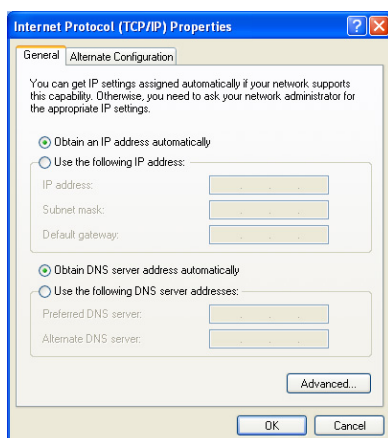 Internet Protocol (TCP/IP) Properties
General
Alternate Configuration
You can get IP settings assigned automatically if your network supports
this capability. Otherwise, you need to ask your network administrator for
the appropriate IP settings.
Obtain an IP address automatically
Use the following IP address:
IP address:
Subnet mask:
Default gateway:
Obtain DNS server address automatically
Use the following DNS server addresses:
Preferred DNS server:
Alternate DNS server:
Advanced...
OK
Cancel